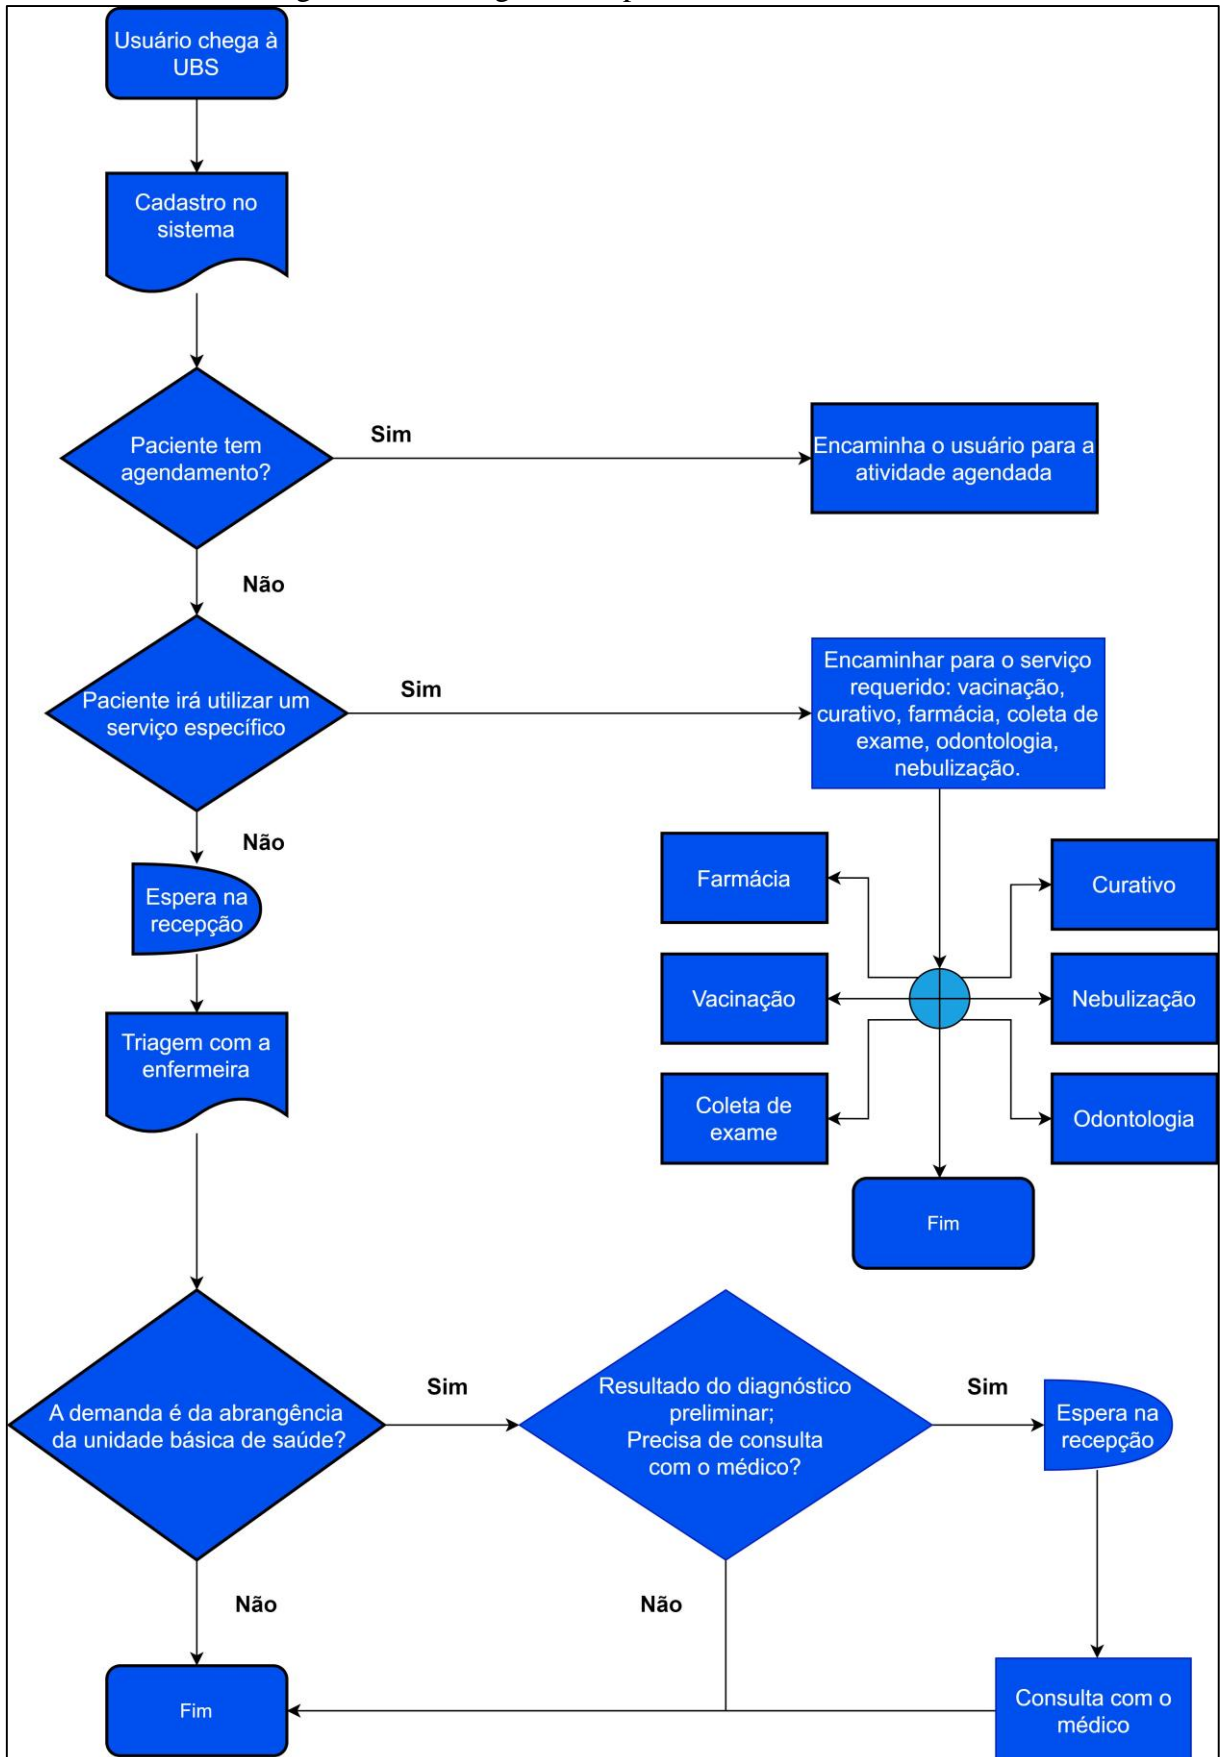 Usuário chega à
UBS
Cadastro no
sistema
Paciente tem
agendamento?
Sim
Encaminha o usuário para a
atividade agendada
Não
Paciente irá utilizar um
serviço específico
Sim
Encaminhar para o serviço
requerido: vacinação,
curativo, farmácia, coleta de
exame, odontologia,
nebulização.
Não
Espera na
recepção
Farmácia
Curativo
Vacinação
Nebulização
Coleta de
exame
Odontologia
Fim
Triagem com a
enfermeira
A demanda é da abrangência
da unidade básica de saúde?
Sim
Resultado do diagnóstico
preliminar;
Precisa de consulta
com o médico?
Sim
Espera na
recepção
Não
Não
Fim
Consulta com o
médico